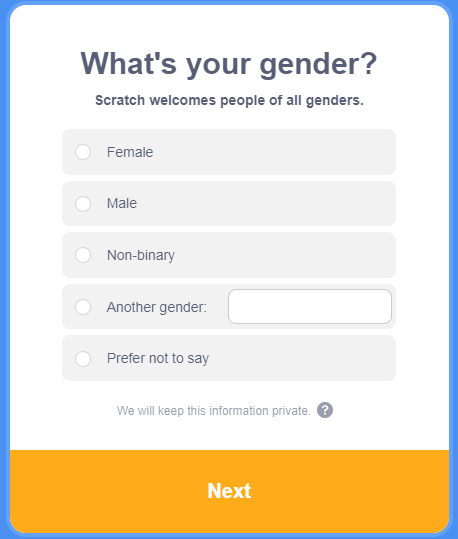 What's your gender?
Scratch welcomes people of all genders.
Female
Male
Non-binary
Another gender:
Prefer not to say
We will keep this information private. ?
Next